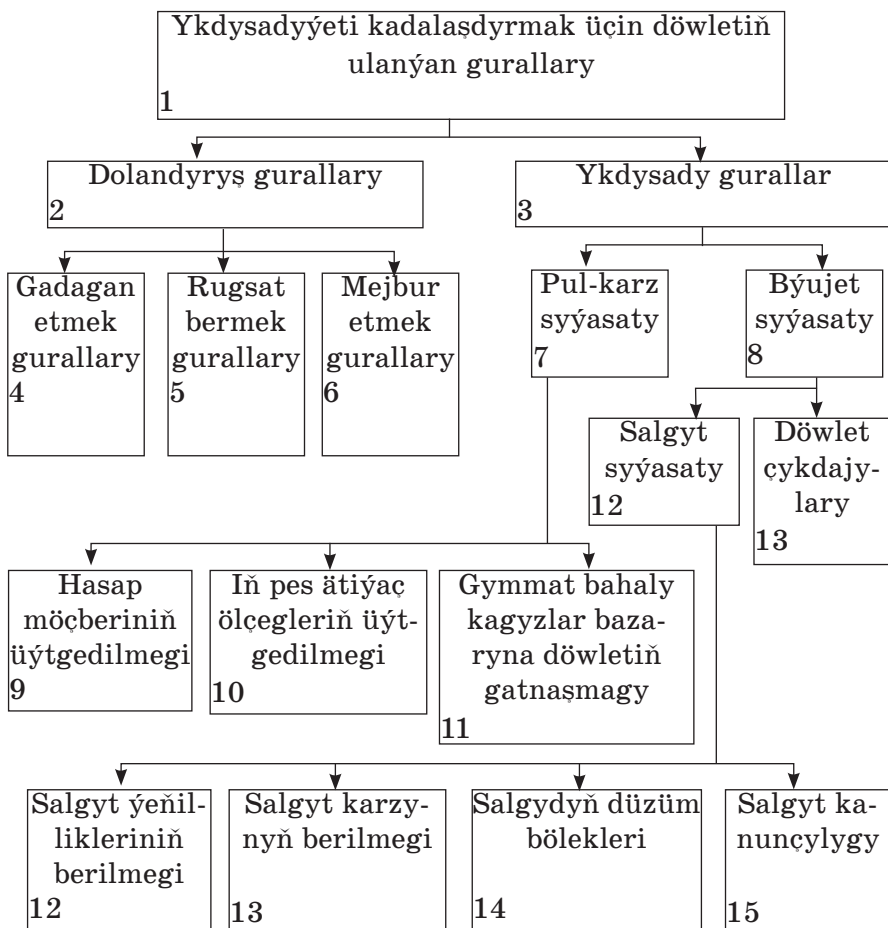 Ykdysadyýeti kadalaşdyrmak üçin döwletiň
ulanýan gurallary
1
Dolandyryş gurallary
2
Ykdysady gurallar
3
Gadagan
etmek
gurallary
4
Rugsat
bermek
gurallary
5
Mejbur
etmek
gurallary
6
Pul-karz
syýasaty
7
Býujet
syýasaty
8
Salgyt
syýasaty
12
Döwlet
çykdajy-
lary
13
Hasap
möçberiniň
üýtgedilmegi
9
Iň pes ätiýaç
ölçegleriň üýt-
gedilmegi
10
Gymmat bahaly
kagyzlar baza-
ryna döwletiň
gatnaşmagy
11
Salgyt ýeňil-
likleriniň
berilmegi
12
Salgyt karzy-
nyň berilmegi
13
Salgydyň düzüm
bölekleri
14
Salgyt ka-
nunçylygy
15